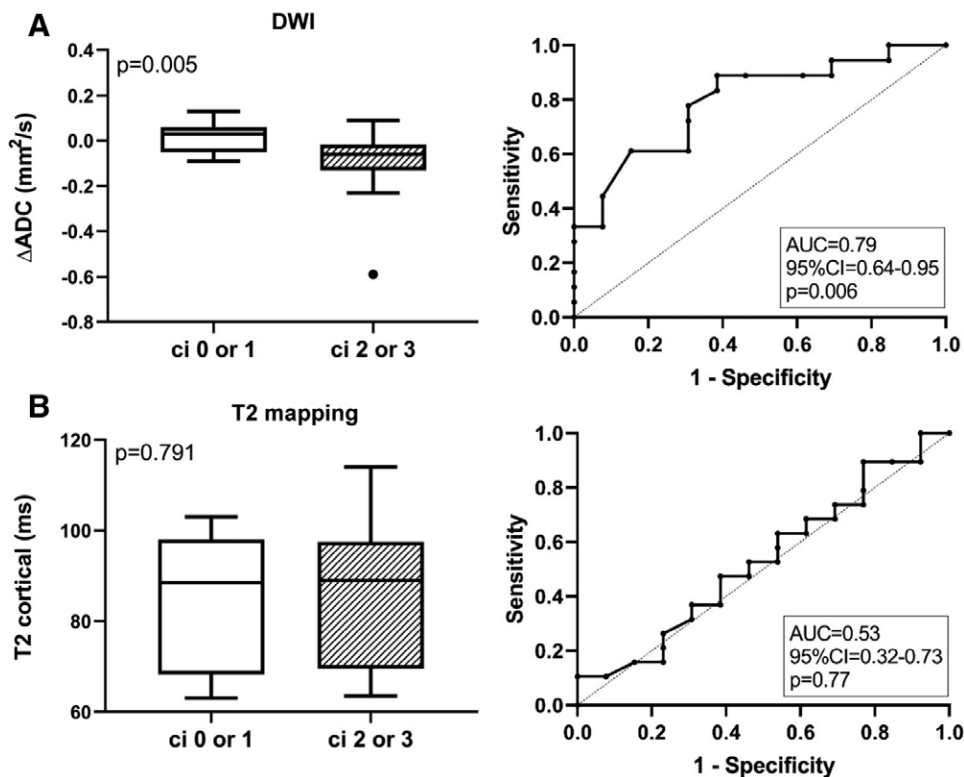 A
DWI
p=0.005
ΔADC (mm²/s)
0.4
0.2
0.0
-0.2
-0.4
-0.6
-0.8
ci 0 or 1
ci 2 or 3
Sensitivity
1.0
0.8
0.6
0.4
0.2
0.0
AUC=0.79
95%CI=0.64-0.95
p=0.006
0.0
0.2
0.4
0.6
0.8
1.0
1 - Specificity
B
T2 mapping
p=0.791
T2 cortical (ms)
120
100
80
60
ci 0 or 1
ci 2 or 3
Sensitivity
1.0
0.8
0.6
0.4
0.2
0.0
AUC=0.53
95%CI=0.32-0.73
p=0.77
0.0
0.2
0.4
0.6
0.8
1.0
1 - Specificity